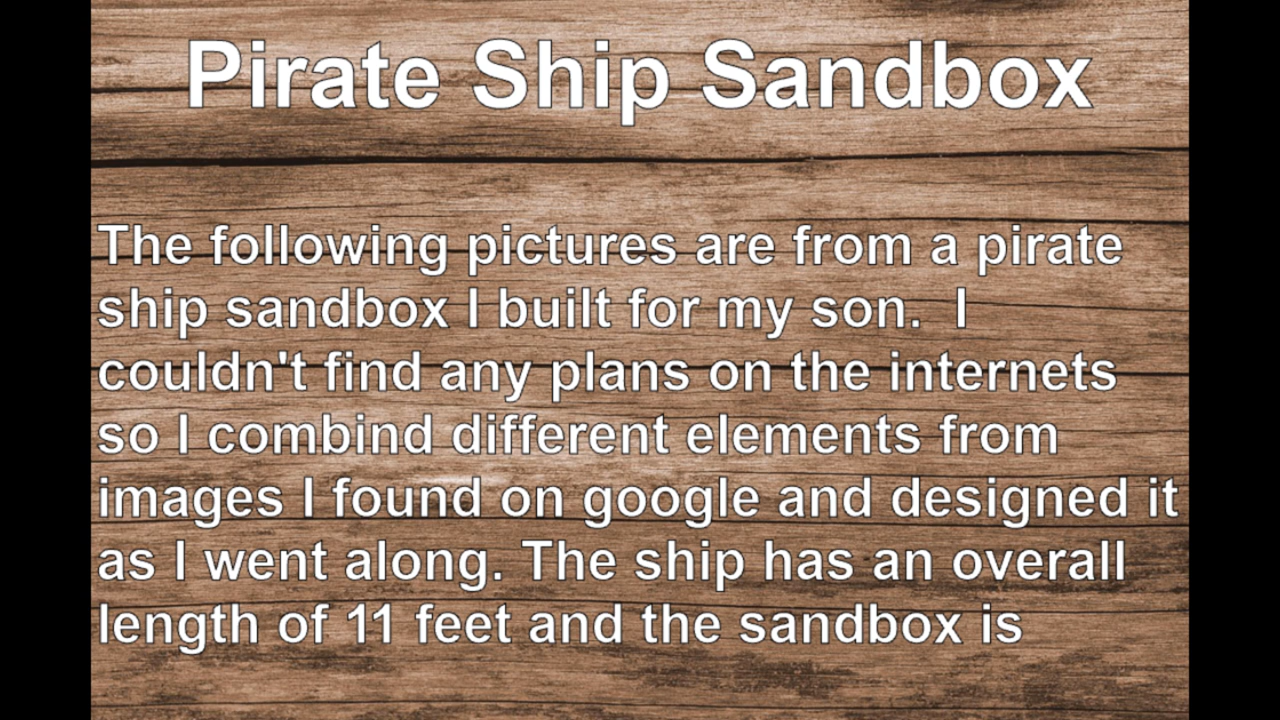 Pirate Ship Sandbox
The following pictures are from a pirate
ship sandbox I built for my son.  I
couldn't find any plans on the internets
so I combind different elements from
images I found on google and designed it
as I went along. The ship has an overall
length of 11 feet and the sandbox is